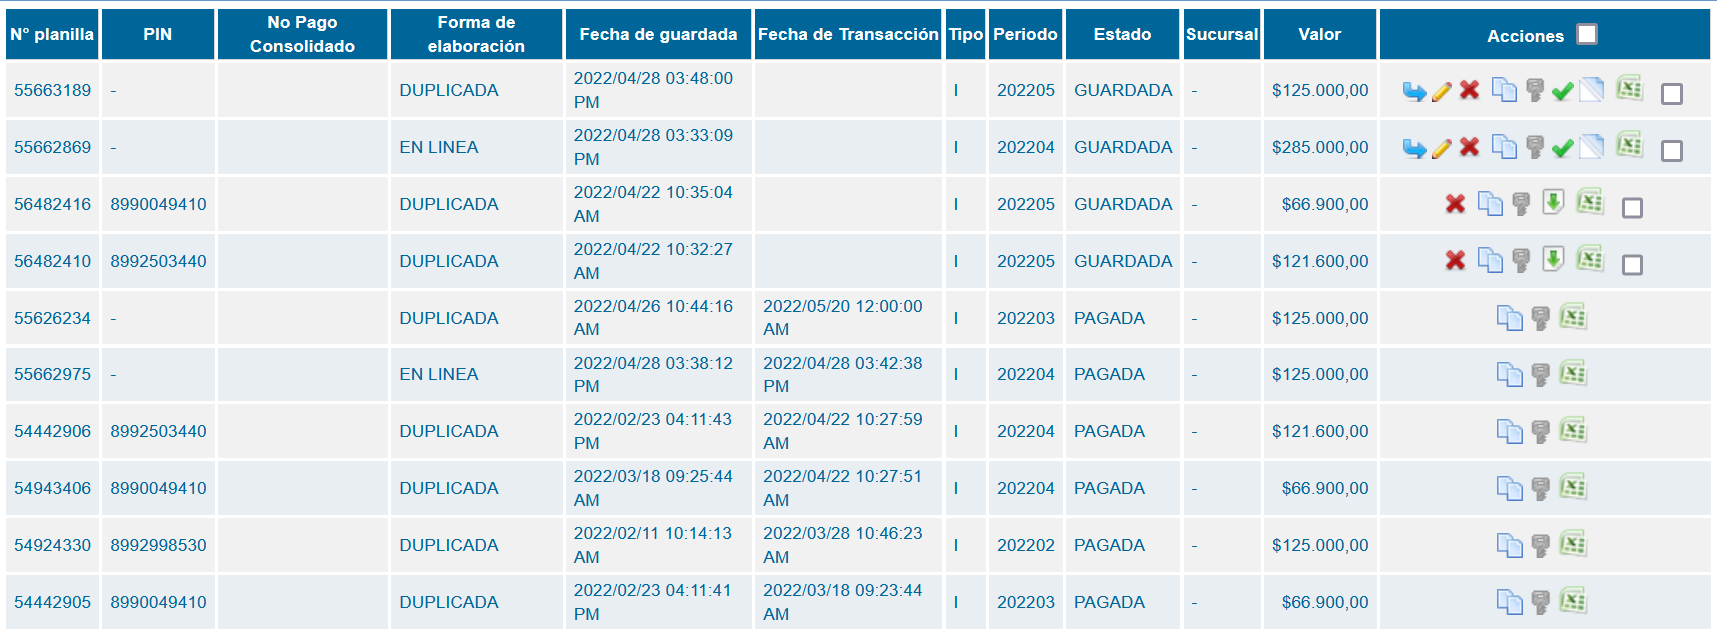 N° planilla PIN No Pago Consolidado Forma de elaboración Fecha de guardada Fecha de Transacción Tipo Periodo Estado Sucursal Valor Acciones
55663189 - DUPLICADA 2022/04/28 03:48:00 PM I 202205 GUARDADA - $125.000,00
55662869 - EN LINEA 2022/04/28 03:33:09 PM I 202204 GUARDADA - $285.000,00
56482416 8990049410 DUPLICADA 2022/04/22 10:35:04 AM I 202205 GUARDADA - $66.900,00
56482410 8992503440 DUPLICADA 2022/04/22 10:32:27 AM I 202205 GUARDADA - $121.600,00
55626234 - DUPLICADA 2022/04/26 10:44:16 AM 2022/05/20 12:00:00 AM I 202203 PAGADA - $125.000,00
55662975 - EN LINEA 2022/04/28 03:38:12 PM 2022/04/28 03:42:38 PM I 202204 PAGADA - $125.000,00
54442906 8992503440 DUPLICADA 2022/02/23 04:11:43 PM 2022/04/22 10:27:59 AM I 202204 PAGADA - $121.600,00
54943406 8990049410 DUPLICADA 2022/03/18 09:25:44 AM 2022/04/22 10:27:51 AM I 202204 PAGADA - $66.900,00
54924330 8992998530 DUPLICADA 2022/02/11 10:14:13 AM 2022/03/28 10:46:23 AM I 202202 PAGADA - $125.000,00
54442905 8990049410 DUPLICADA 2022/02/23 04:11:41 PM 2022/03/18 09:23:44 AM I 202203 PAGADA - $66.900,00